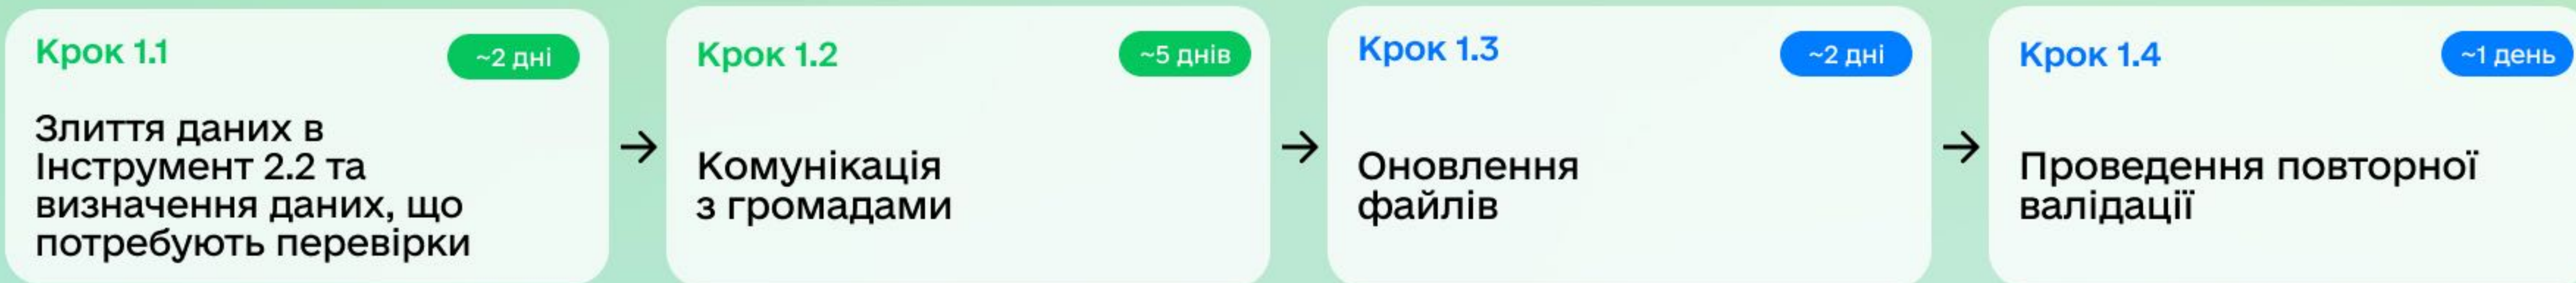 Крок 1.1
~2 дні
Злиття даних в
Інструмент 2.2 та
визначення даних, що
потребують перевірки
→
Крок 1.2
~5 днів
Комунікація
з громадами
→
Крок 1.3
~2 дні
Оновлення
файлів
→
Крок 1.4
~1 день
Проведення повторної
валідації